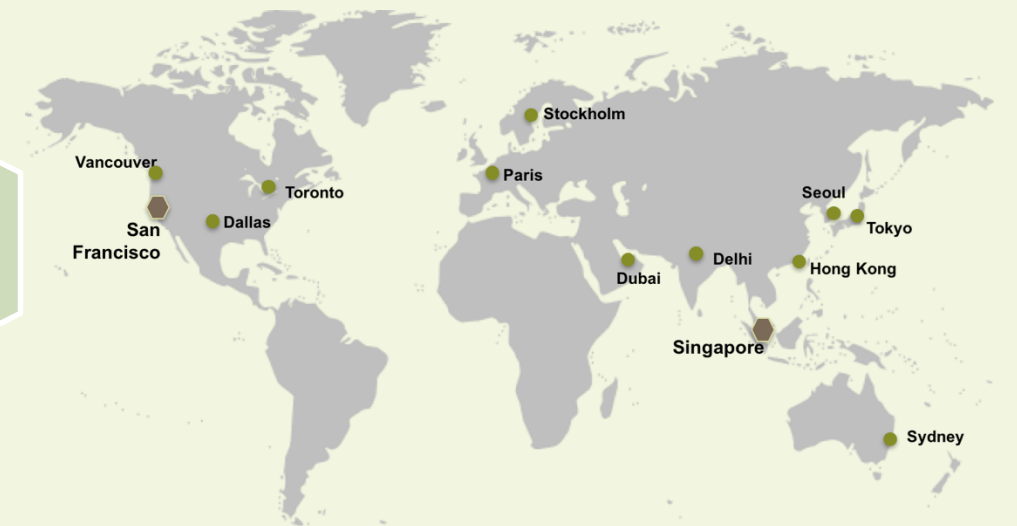 Stockholm
Vancouver
Paris
Toronto
Seoul
Dallas
San
Francisco
Tokyo
Delhi
Hong Kong
Dubai
Singapore
Sydney